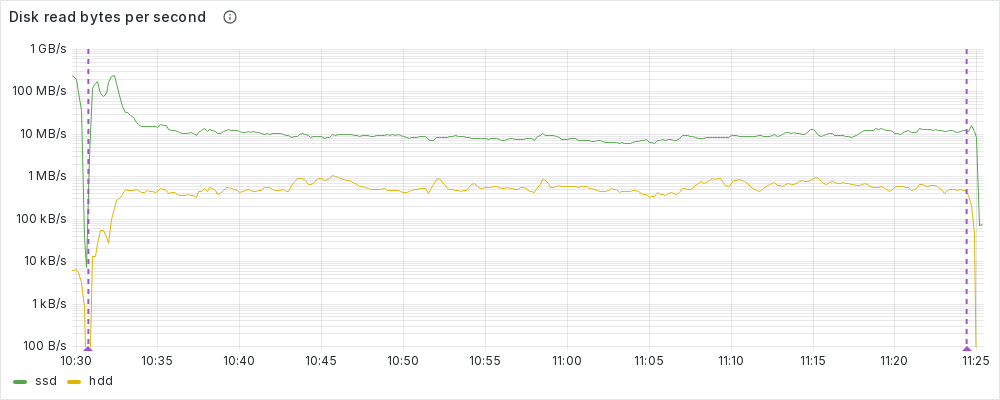 Disk read bytes per second
1 GB/s
100 MB/s
10 MB/s
1 MB/s
100 kB/s
10 kB/s
1 kB/s
100 B/s
10:30 10:35 10:40 10:45 10:50 10:55 11:00 11:05 11:10 11:15 11:20 11:25
ssd hdd